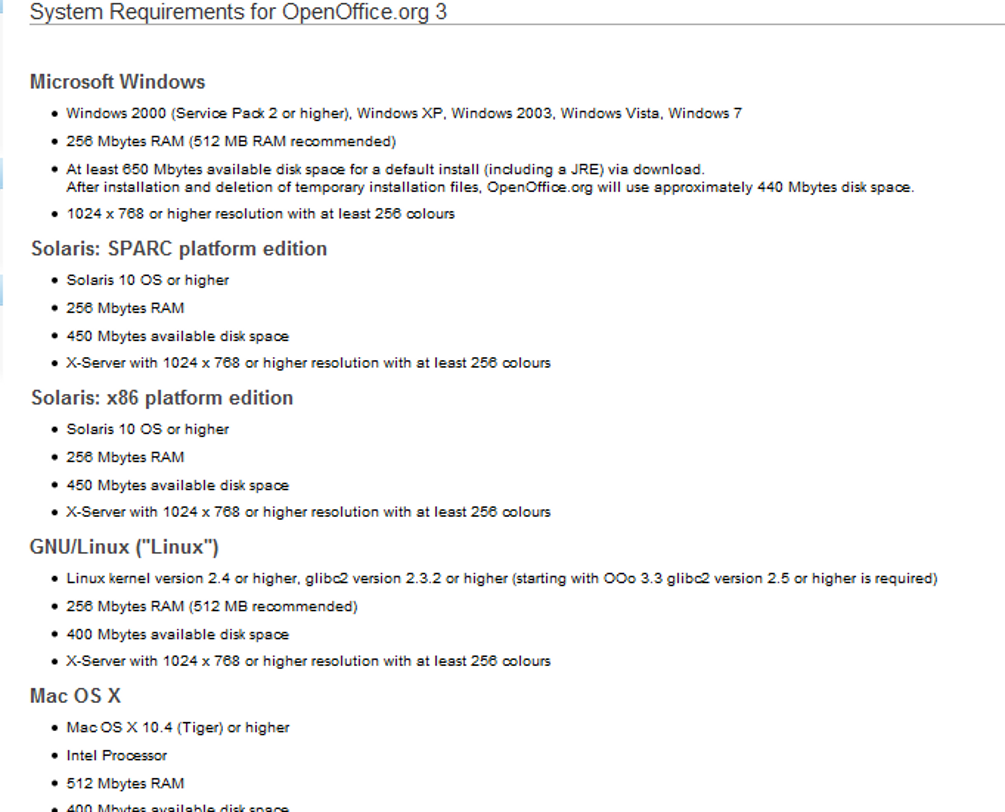 System Requirements for OpenOffice.org 3
Microsoft Windows
• Windows 2000 (Service Pack 2 or higher), Windows XP, Windows 2003, Windows Vista, Windows 7
• 256 Mbytes RAM (512 MB RAM recommended)
• At least 650 Mbytes available disk space for a default install (including a JRE) via download.
After installation and deletion of temporary installation files, OpenOffice.org will use approximately 440 Mbytes disk space.
• 1024 x 768 or higher resolution with at least 256 colours
Solaris: SPARC platform edition
• Solaris 10 OS or higher
• 256 Mbytes RAM
• 450 Mbytes available disk space
• X-Server with 1024 x 768 or higher resolution with at least 256 colours
Solaris: x86 platform edition
• Solaris 10 OS or higher
• 256 Mbytes RAM
• 450 Mbytes available disk space
• X-Server with 1024 x 768 or higher resolution with at least 256 colours
GNU/Linux ("Linux")
• Linux kernel version 2.4 or higher, glibc2 version 2.3.2 or higher (starting with OOo 3.3 glibc2 version 2.5 or higher is required)
• 256 Mbytes RAM (512 MB recommended)
• 400 Mbytes available disk space
• X-Server with 1024 x 768 or higher resolution with at least 256 colours
Mac OS X
• Mac OS X 10.4 (Tiger) or higher
• Intel Processor
• 512 Mbytes RAM
• 400 Mbytes available disk space